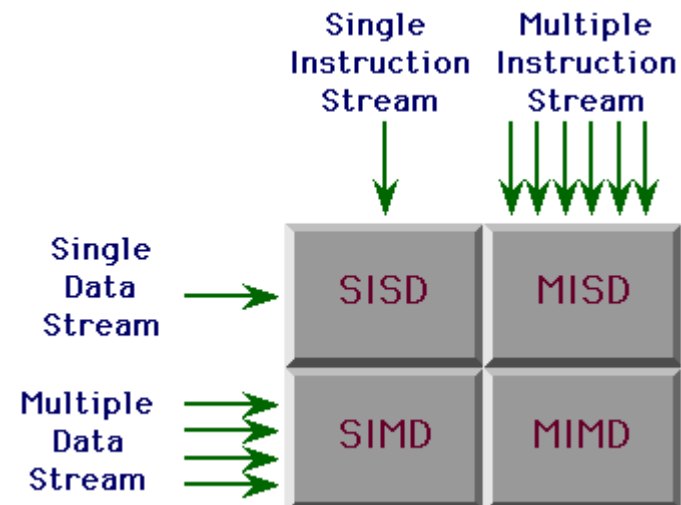 Single
Instruction
Stream
Multiple
Instruction
Stream
Single
Data
Stream
SISD
MISD
Multiple
Data
Stream
SIMD
MIMD